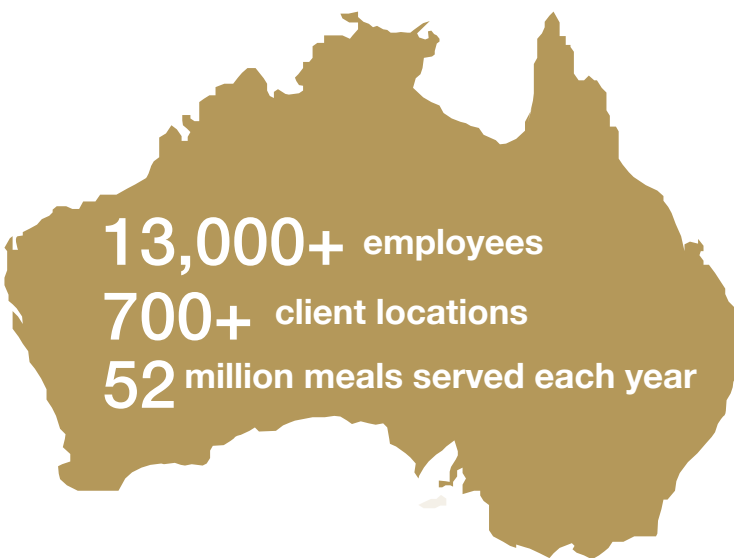 13,000+ employees
700+ client locations
52 million meals served each year